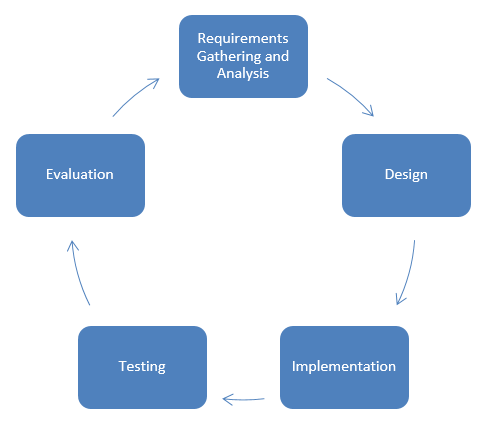 Requirements
Gathering and
Analysis
Evaluation
Design
Testing
Implementation